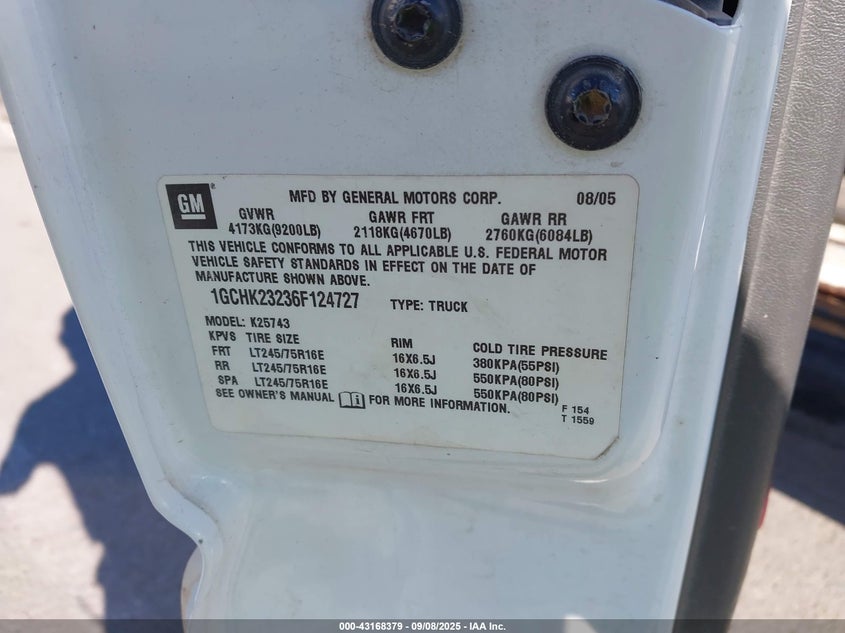 GM
MFD BY GENERAL MOTORS CORP. 08/05
GVWR GAWR FRT GAWR RR
4173KG(9200LB) 2118KG(4670LB) 2760KG(6084LB)
THIS VEHICLE CONFORMS TO ALL APPLICABLE U.S. FEDERAL MOTOR
VEHICLE SAFETY STANDARDS IN EFFECT ON THE DATE OF
MANUFACTURE SHOWN ABOVE.
1GCHK23236F124727 TYPE: TRUCK
MODEL: K25743
KPVS TIRE SIZE RIM COLD TIRE PRESSURE
FRT LT245/75R16E 16X6.5J 380KPA(55PSI)
RR LT245/75R16E 16X6.5J 550KPA(80PSI)
SPA LT245/75R16E 16X6.5J 550KPA(80PSI)
SEE OWNER'S MANUAL i FOR MORE INFORMATION.
F 154
T 1559
000-43168379 - 09/08/2025 - IAA Inc.